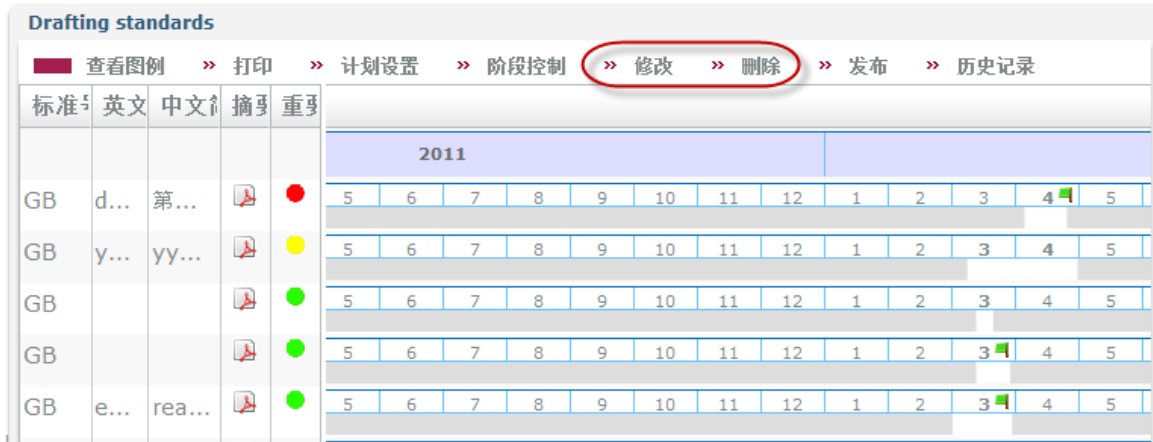 Drafting standards
查看图例 » 打印 » 计划设置 » 阶段控制 » 修改 » 删除 » 发布 » 历史记录
标准 英文 中文 摘要 重要
2011
GB d... 第... 5 6 7 8 9 10 11 12 1 2 3 4 5
GB y... yy... 5 6 7 8 9 10 11 12 1 2 3 4 5
GB 5 6 7 8 9 10 11 12 1 2 3 4 5
GB 5 6 7 8 9 10 11 12 1 2 3 4 5
GB e... rea... 5 6 7 8 9 10 11 12 1 2 3 4 5